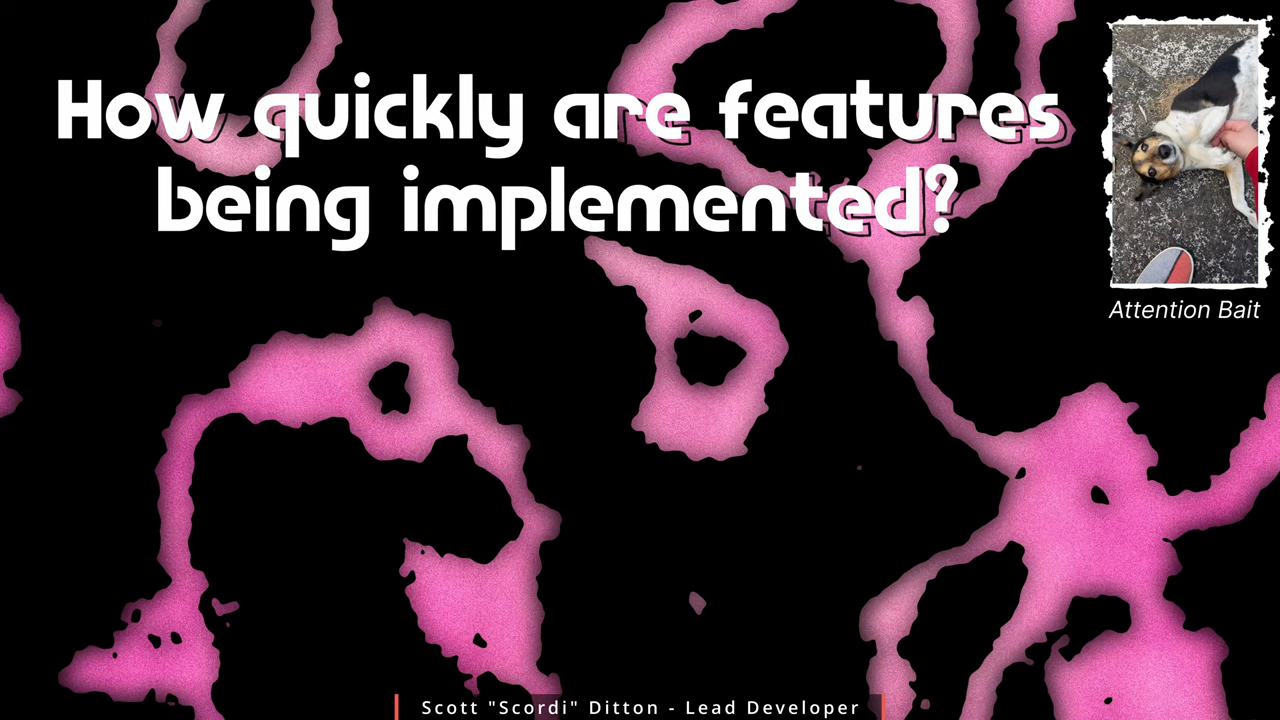 How quickly are features
being implemented?
Attention Bait
Scott "Scordi" Ditton - Lead Developer